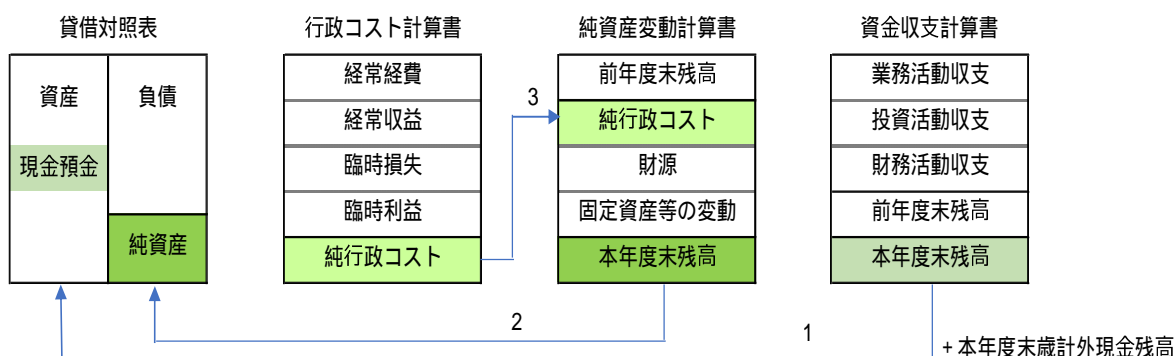 貸借対照表
資産
現金預金
負債
純資産
行政コスト計算書
経常経費
経常収益
臨時損失
臨時利益
純行政コスト
3
純資産変動計算書
前年度末残高
純行政コスト
財源
固定資産等の変動
本年度末残高
資金収支計算書
業務活動収支
投資活動収支
財務活動収支
前年度末残高
本年度末残高
2
1
+ 本年度末歳計外現金残高